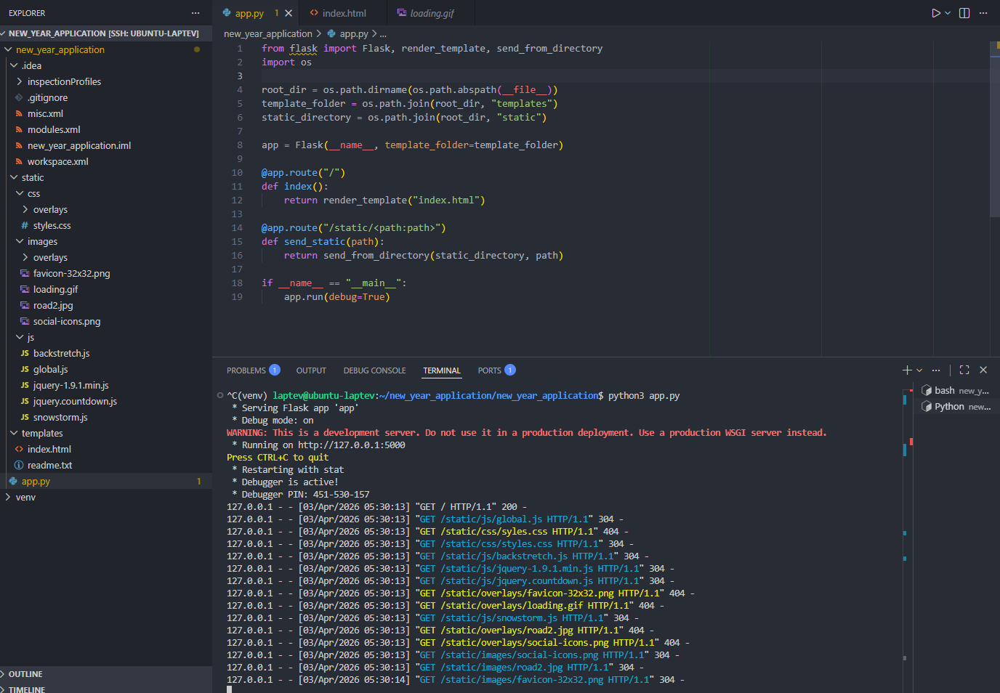 EXPLORER
NEW_YEAR_APPLICATION [SSH: UBUNTU-LAPTEV]
new_year_application
.idea
inspectionProfiles
.gitignore
misc.xml
modules.xml
new_year_application.iml
workspace.xml
static
css
overlays
# styles.css
images
overlays
favicon-32x32.png
loading.gif
road2.jpg
social-icons.png
js
JS backstretch.js
JS global.js
JS jquery-1.9.1.min.js
JS jquery.countdown.js
JS snowstorm.js
templates
<> index.html
readme.txt
app.py 1
venv
OUTLINE
TIMELINE
app.py 1
<> index.html
loading.gif
new_year_application > app.py > ...
1 from flask import Flask, render_template, send_from_directory
2 import os
3
4 root_dir = os.path.dirname(os.path.abspath(__file__))
5 template_folder = os.path.join(root_dir, "templates")
6 static_directory = os.path.join(root_dir, "static")
7
8 app = Flask(__name__, template_folder=template_folder)
9
10 @app.route("/")
11 def index():
12 return render_template("index.html")
13
14 @app.route("/static/<path:path>")
15 def send_static(path):
16 return send_from_directory(static_directory, path)
17
18 if __name__ == "__main__":
19 app.run(debug=True)
PROBLEMS 1 OUTPUT DEBUG CONSOLE TERMINAL PORTS 1
^C(venv) laptev@ubuntu-laptev:~/new_year_application/new_year_application$ python3 app.py
* Serving Flask app 'app'
* Debug mode: on
WARNING: This is a development server. Do not use it in a production deployment. Use a production WSGI server instead.
* Running on http://127.0.0.1:5000
Press CTRL+C to quit
* Restarting with stat
* Debugger is active!
* Debugger PIN: 451-530-157
127.0.0.1 - - [03/Apr/2026 05:30:13] "GET / HTTP/1.1" 200 -
127.0.0.1 - - [03/Apr/2026 05:30:13] "GET /static/js/global.js HTTP/1.1" 304 -
127.0.0.1 - - [03/Apr/2026 05:30:13] "GET /static/css/syles.css HTTP/1.1" 404 -
127.0.0.1 - - [03/Apr/2026 05:30:13] "GET /static/css/styles.css HTTP/1.1" 304 -
127.0.0.1 - - [03/Apr/2026 05:30:13] "GET /static/js/backstretch.js HTTP/1.1" 304 -
127.0.0.1 - - [03/Apr/2026 05:30:13] "GET /static/js/jquery-1.9.1.min.js HTTP/1.1" 304 -
127.0.0.1 - - [03/Apr/2026 05:30:13] "GET /static/js/jquery.countdown.js HTTP/1.1" 304 -
127.0.0.1 - - [03/Apr/2026 05:30:13] "GET /static/overlays/favicon-32x32.png HTTP/1.1" 404 -
127.0.0.1 - - [03/Apr/2026 05:30:13] "GET /static/overlays/loading.gif HTTP/1.1" 404 -
127.0.0.1 - - [03/Apr/2026 05:30:13] "GET /static/js/snowstorm.js HTTP/1.1" 304 -
127.0.0.1 - - [03/Apr/2026 05:30:13] "GET /static/overlays/road2.jpg HTTP/1.1" 404 -
127.0.0.1 - - [03/Apr/2026 05:30:13] "GET /static/overlays/social-icons.png HTTP/1.1" 404 -
127.0.0.1 - - [03/Apr/2026 05:30:13] "GET /static/images/social-icons.png HTTP/1.1" 304 -
127.0.0.1 - - [03/Apr/2026 05:30:13] "GET /static/images/road2.jpg HTTP/1.1" 304 -
127.0.0.1 - - [03/Apr/2026 05:30:14] "GET /static/images/favicon-32x32.png HTTP/1.1" 304 -
bash new_y...
Python new...